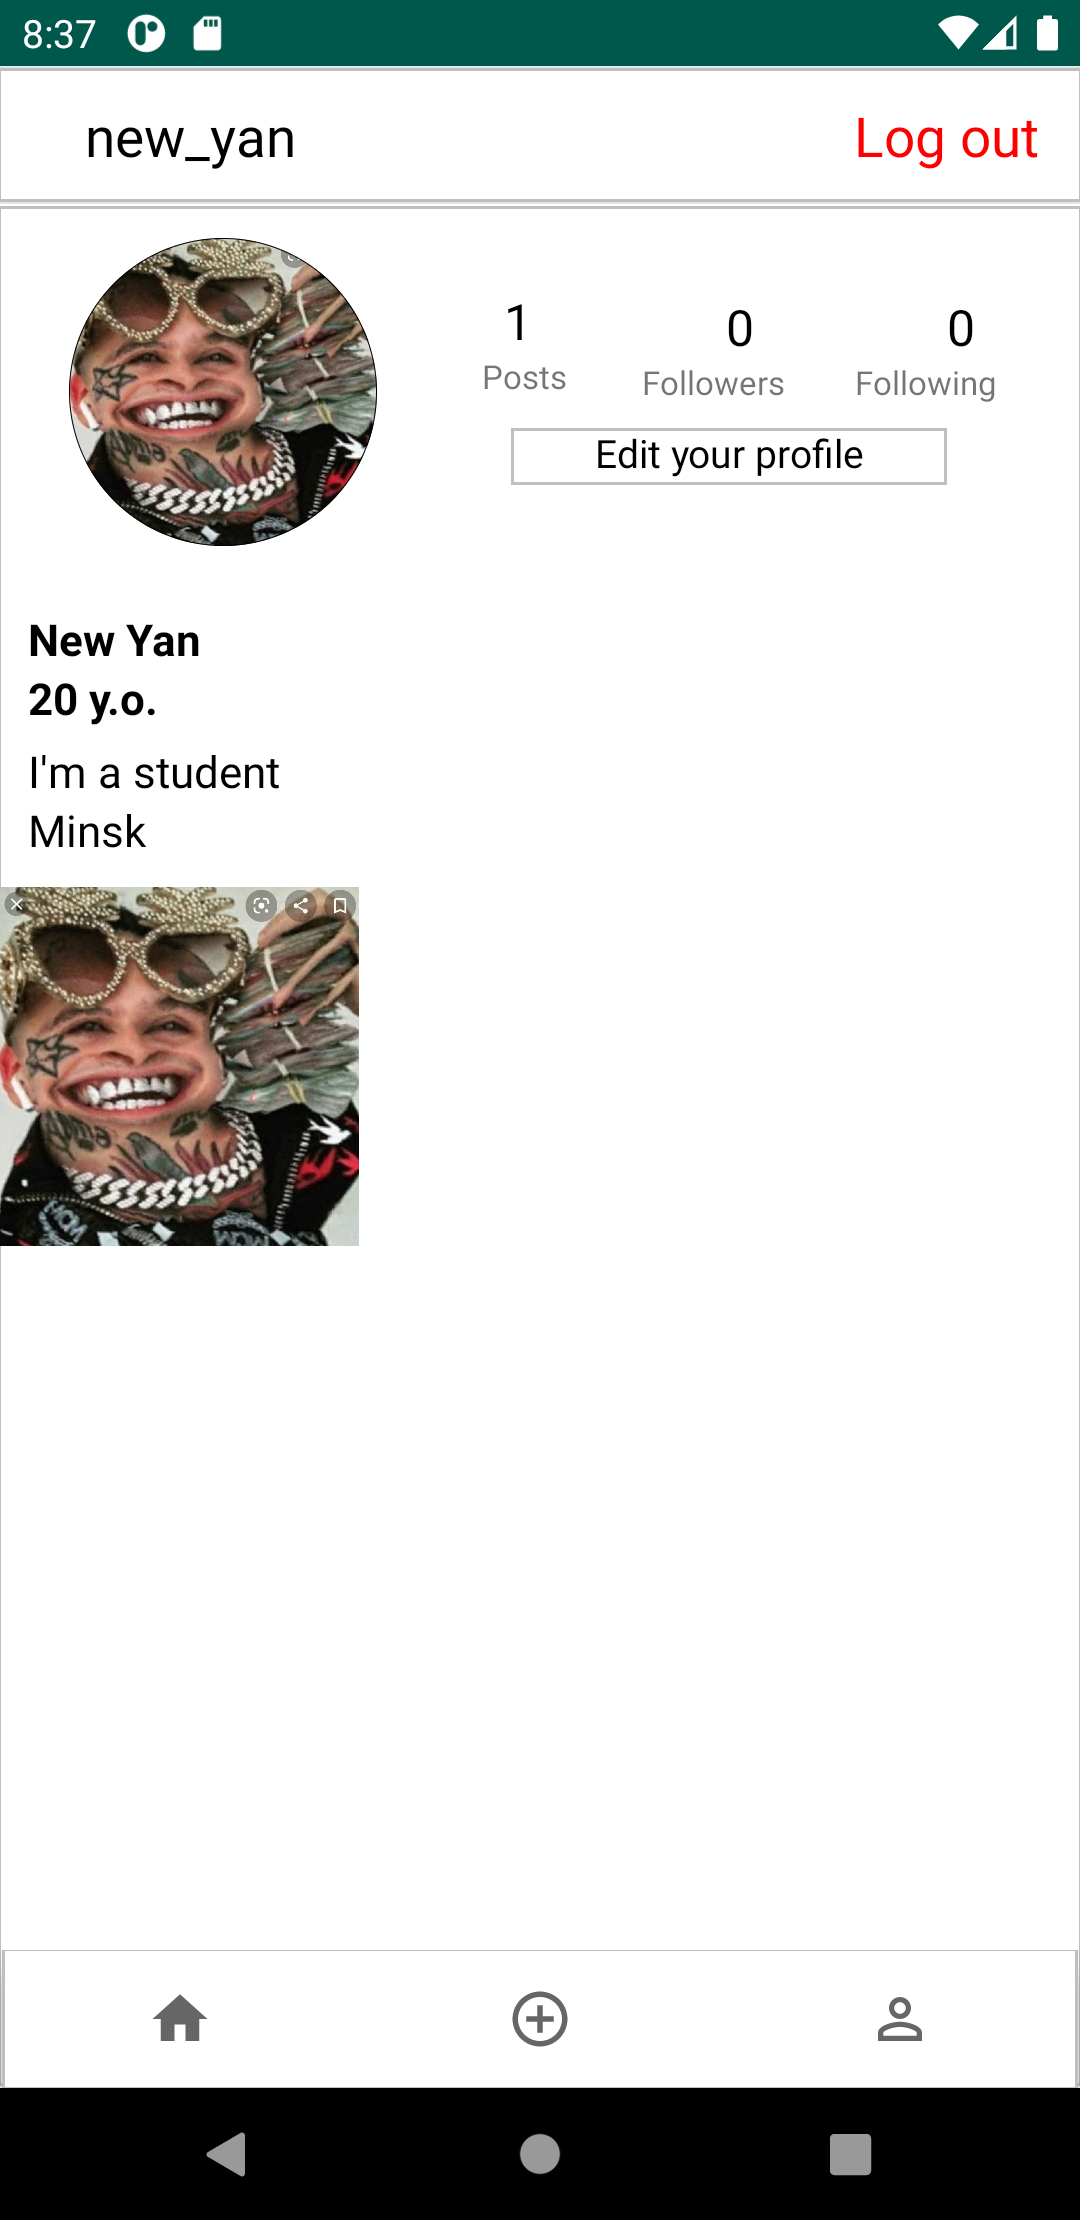 8:37
new_yan
Log out
1
0
0
Posts
Followers
Following
Edit your profile
New Yan
20 y.o.
I'm a student
Minsk